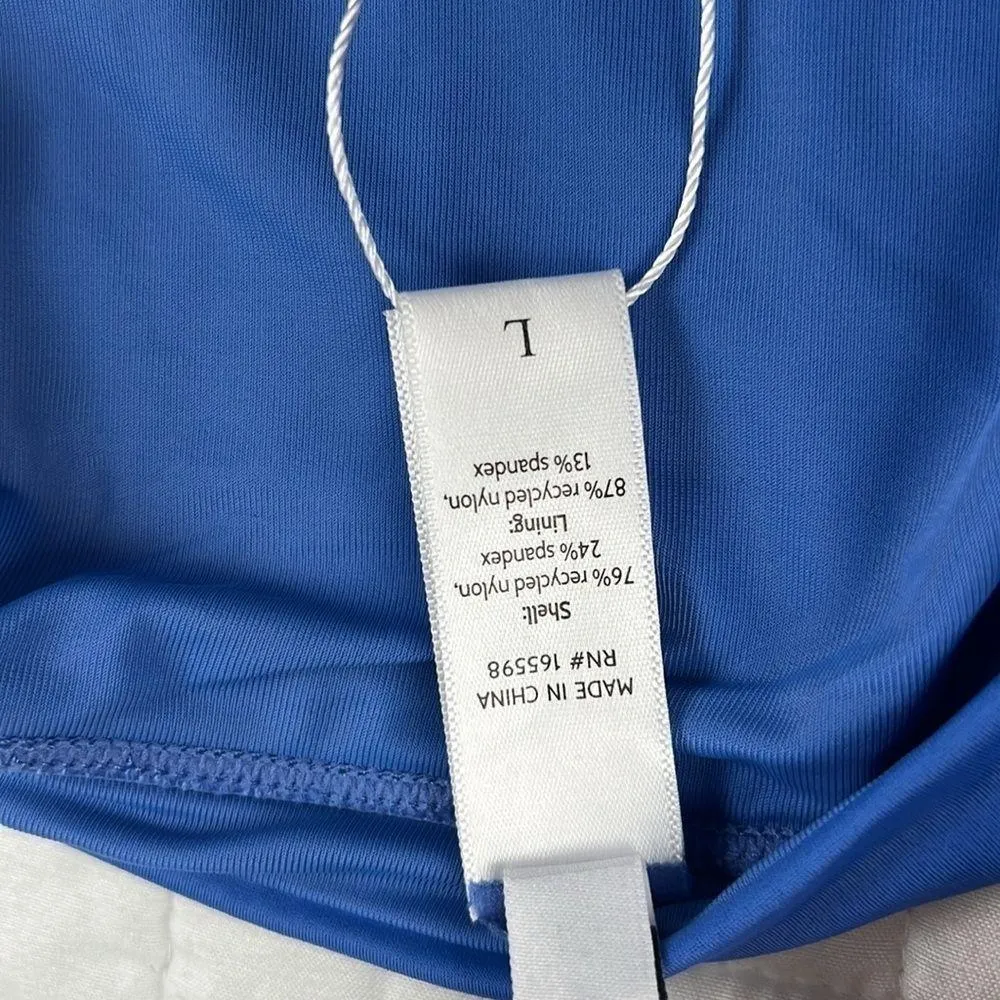 MADE IN CHINA
RN# 165598
Shell:
76% recycled nylon,
24% spandex
Lining:
87% recycled nylon,
13% spandex
L